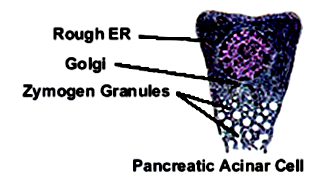 Rough ER
Golgi
Zymogen Granules
Pancreatic Acinar Cell